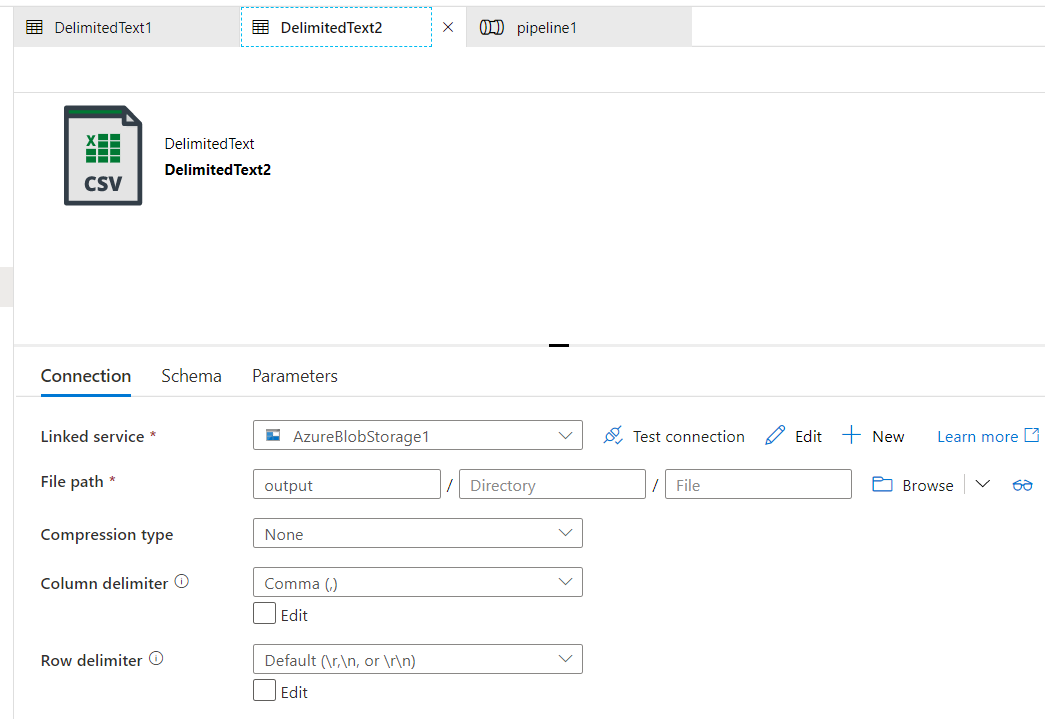 DelimitedText1 DelimitedText2 pipeline1
X
CSV
DelimitedText
DelimitedText2
Connection Schema Parameters
Linked service * AzureBlobStorage1 Test connection Edit New Learn more
File path * output / Directory / File Browse
Compression type None
Column delimiter Comma (,)
Edit
Row delimiter Default (\r,\n, or \r\n)
Edit